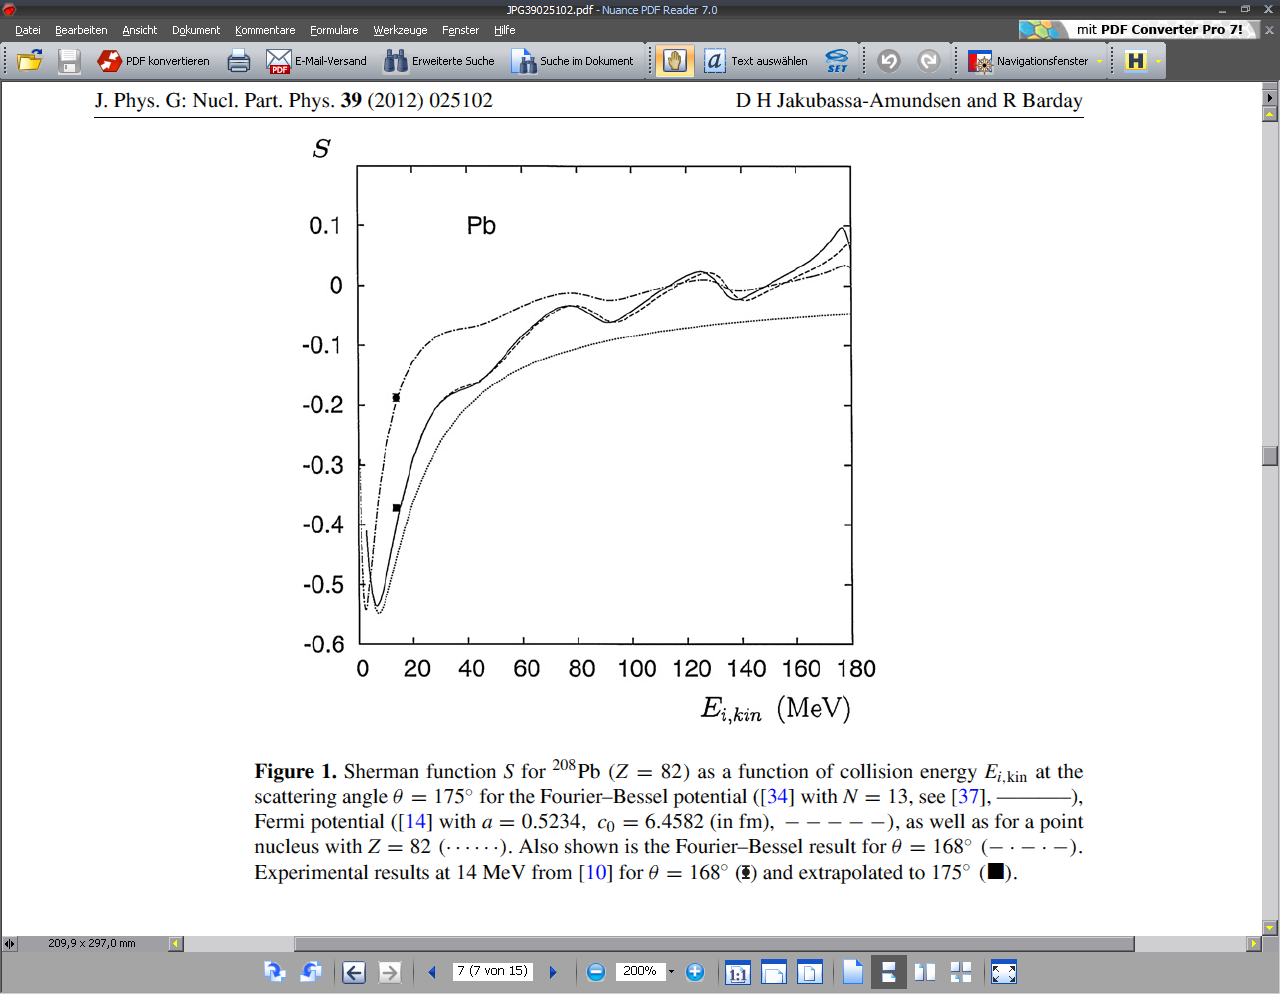 JPG39025102.pdf - Nuance PDF Reader 7.0
Datei Bearbeiten Ansicht Dokument Kommentare Formulare Werkzeuge Fenster Hilfe
mit PDF Converter Pro 7!
PDF konvertieren E-Mail-Versand Erweiterte Suche Suche im Dokument a Text auswählen SET Navigationsfenster H
J. Phys. G: Nucl. Part. Phys. 39 (2012) 025102 D H Jakubassa-Amundsen and R Barday
S
Pb
0.1
0
-0.1
-0.2
-0.3
-0.4
-0.5
-0.6
0 20 40 60 80 100 120 140 160 180
E_{i,kin} (MeV)
Figure 1. Sherman function S for ²⁰⁸Pb (Z = 82) as a function of collision energy E_{i,kin} at the
scattering angle θ = 175° for the Fourier–Bessel potential ([34] with N = 13, see [37], ———),
Fermi potential ([14] with a = 0.5234, c₀ = 6.4582 (in fm), – – – – –), as well as for a point
nucleus with Z = 82 (······). Also shown is the Fourier–Bessel result for θ = 168° (– · – · –).
Experimental results at 14 MeV from [10] for θ = 168° (●) and extrapolated to 175° (■).
209,9 x 297,0 mm
7 (7 von 15) 200% 1:1